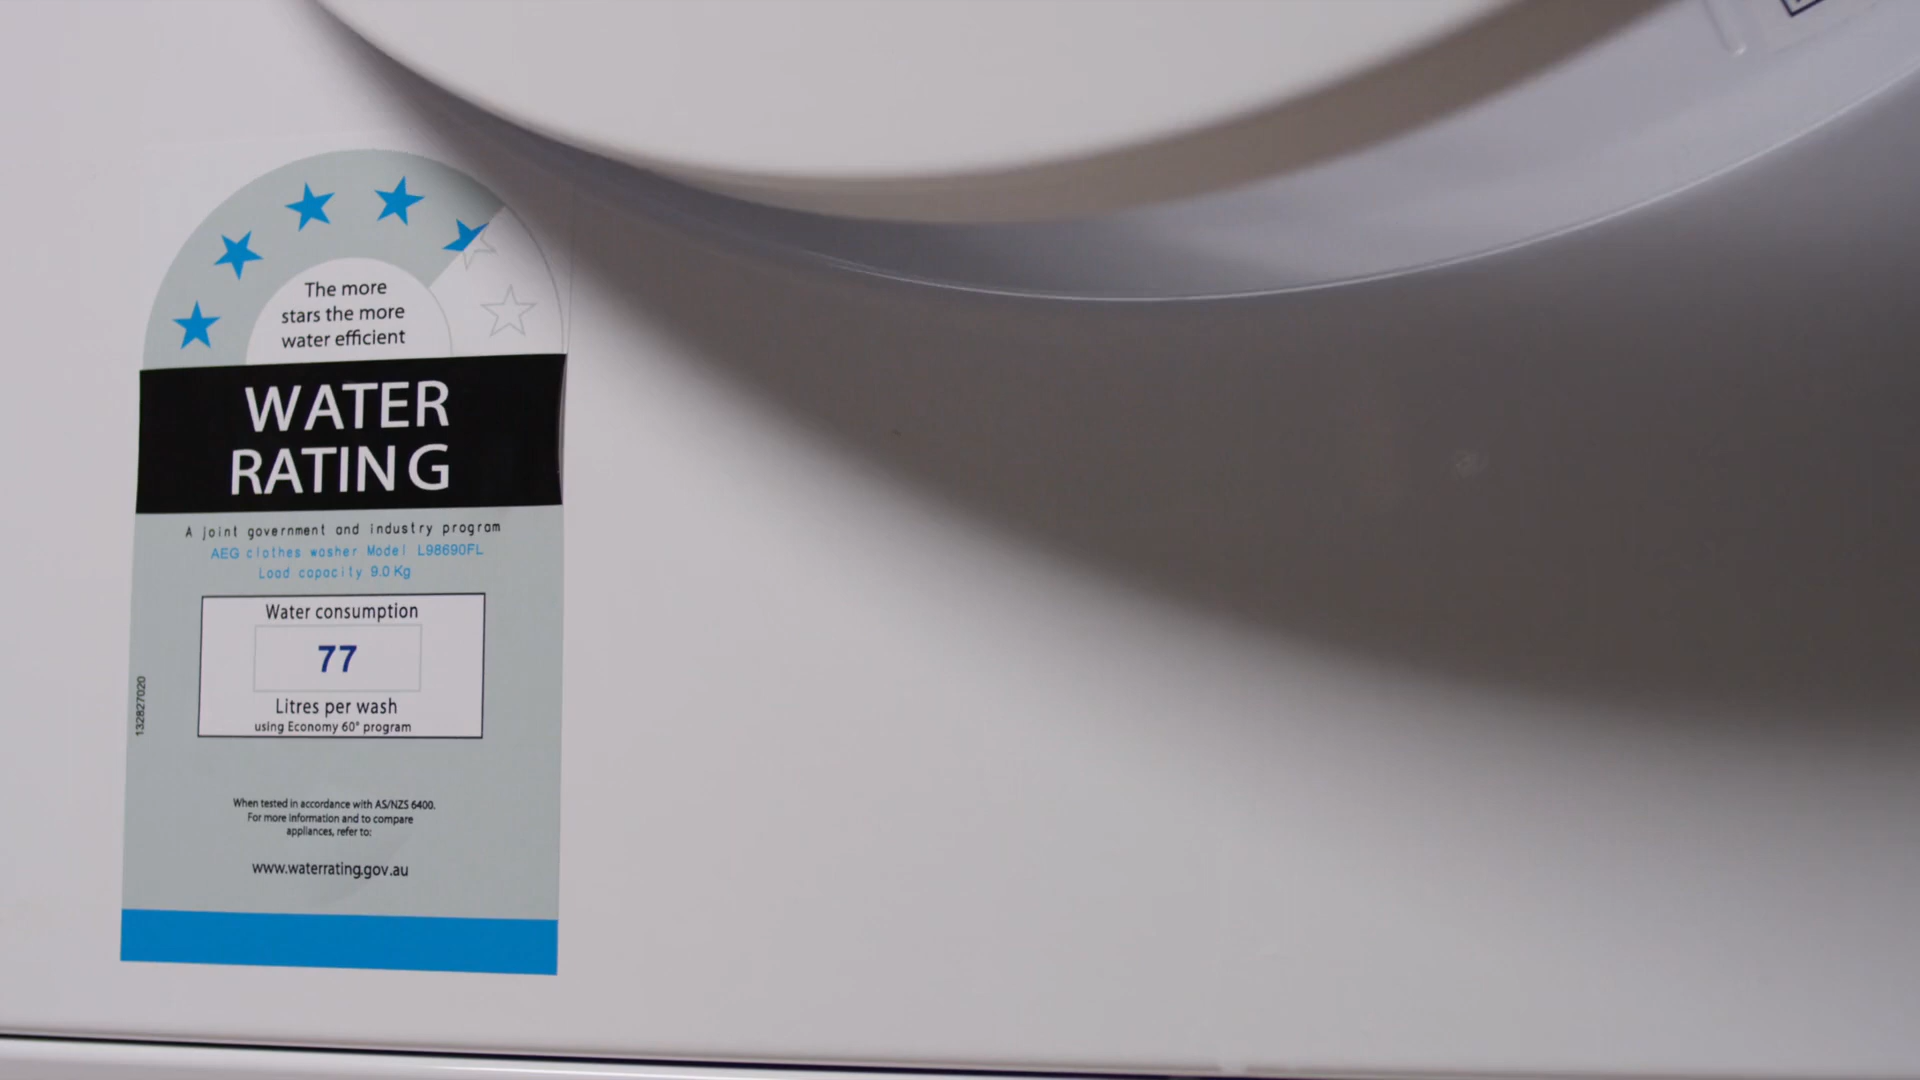 The more
stars the more
water efficient
WATER
RATING
A joint government and industry program
AEG clothes washer Model L98690FL
Load capacity 9.0 Kg
Water consumption
77
Litres per wash
using Economy 60° program
132827020
When tested in accordance with AS/NZS 6400.
For more information and to compare
appliances, refer to:
www.waterrating.gov.au